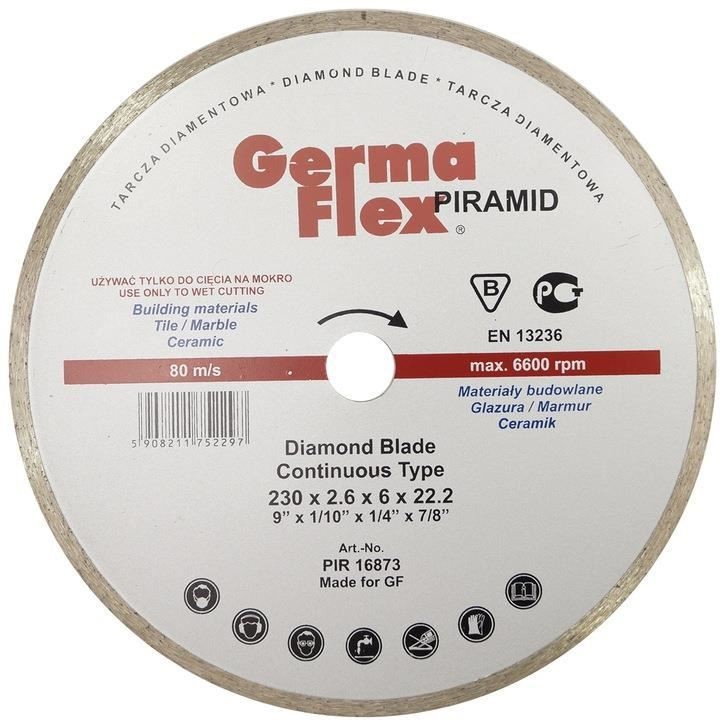 TARCZA DIAMENTOWA * DIAMOND BLADE * TARCZA DIAMENTOWA
Germa
Flex PIRAMID
®
UŻYWAĆ TYLKO DO CIĘCIA NA MOKRO
USE ONLY TO WET CUTTING
Building materials
Tile / Marble
Ceramic
B
PCT
EN 13236
80 m/s
max. 6600 rpm
Materiały budowlane
Glazura / Marmur
Ceramik
5 908211 752297
Diamond Blade
Continuous Type
230 x 2.6 x 6 x 22.2
9” x 1/10” x 1/4” x 7/8”
Art.-No.
PIR 16873
Made for GF